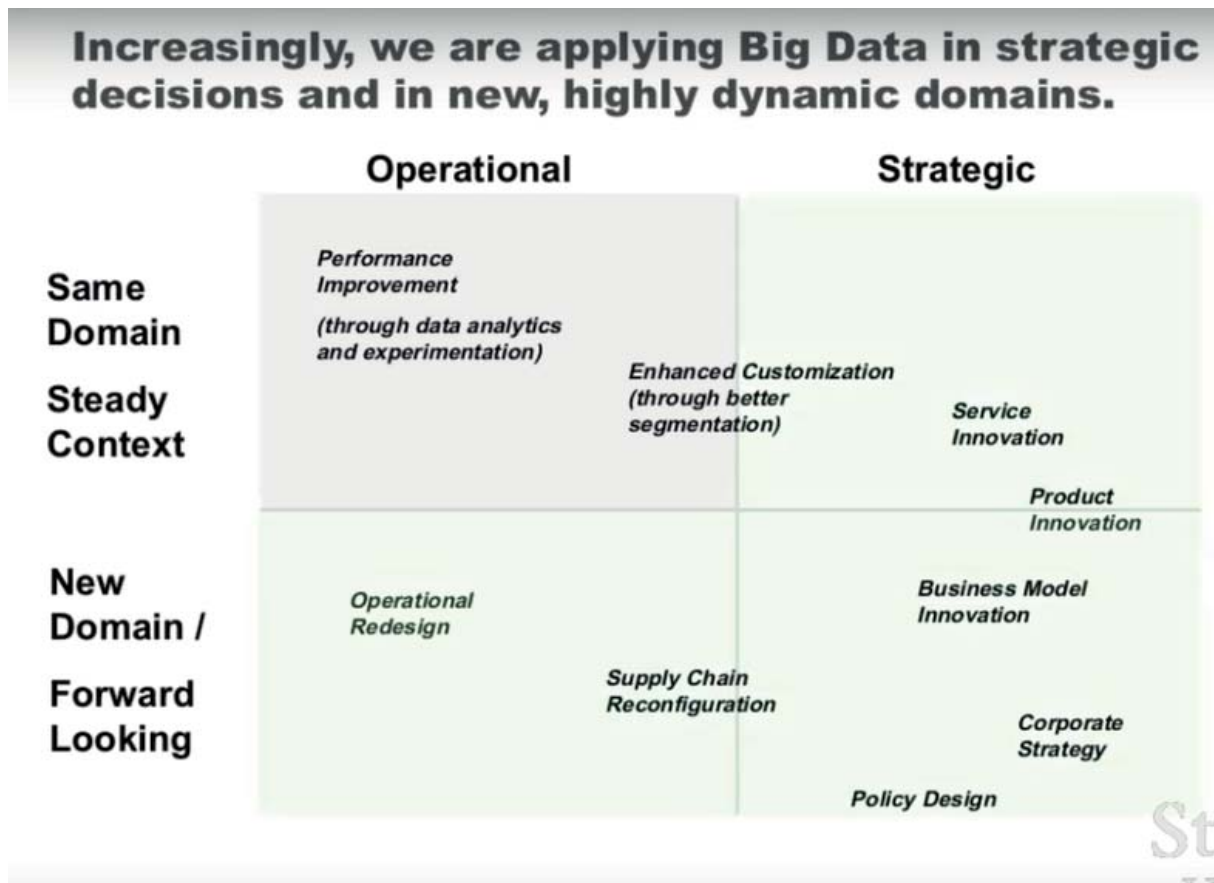 Increasingly, we are applying Big Data in strategic
decisions and in new, highly dynamic domains.
Operational
Strategic
Same
Domain
Steady
Context
Performance
Improvement
(through data analytics
and experimentation)
Enhanced Customization
(through better
segmentation)
Service
Innovation
Product
Innovation
New
Domain /
Forward
Looking
Operational
Redesign
Business Model
Innovation
Supply Chain
Reconfiguration
Corporate
Strategy
Policy Design
St